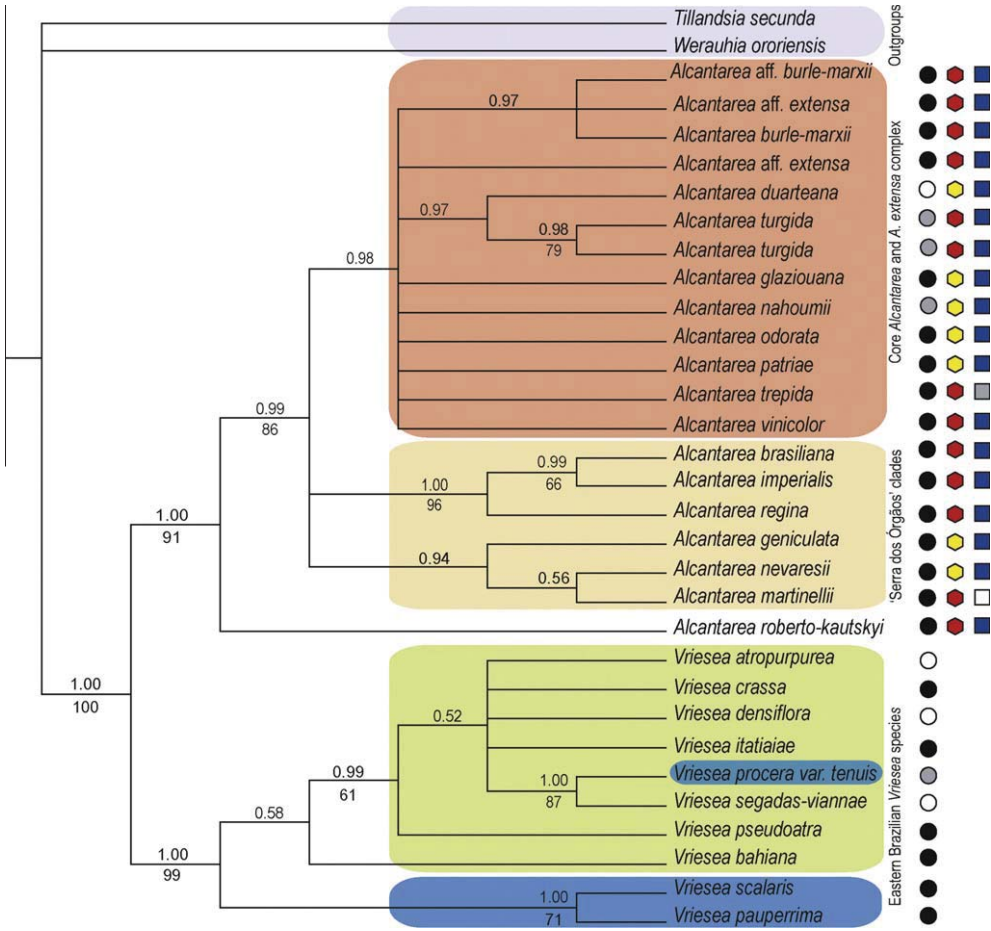 Tillandsia secunda
Werauhia ororiensis
Outgroups
Alcantarea aff. burle-marxii
0.97
Alcantarea aff. extensa
Alcantarea burle-marxii
Alcantarea aff. extensa
Alcantarea duarteana
0.97
Alcantarea turgida
0.98
79
Alcantarea turgida
0.98
Alcantarea glaziouana
Alcantarea nahoumii
Alcantarea odorata
Alcantarea patriae
Alcantarea trepida
Alcantarea vinicolor
Core Alcantarea and A. extensa complex
0.99
86
Alcantarea brasiliana
0.99
66
Alcantarea imperialis
1.00
96
Alcantarea regina
Alcantarea geniculata
0.94
Alcantarea nevaresii
0.56
Alcantarea martinellii
'Serra dos Órgãos' clades
1.00
91
Alcantarea roberto-kautskyi
1.00
100
Vriesea atropurpurea
Vriesea crassa
0.52
Vriesea densiflora
Vriesea itatiaiae
Vriesea procera var. tenuis
1.00
87
Vriesea segadas-viannae
0.99
61
Vriesea pseudoatra
0.58
Vriesea bahiana
1.00
99
Vriesea scalaris
1.00
71
Vriesea pauperrima
Eastern Brazilian Vriesea species